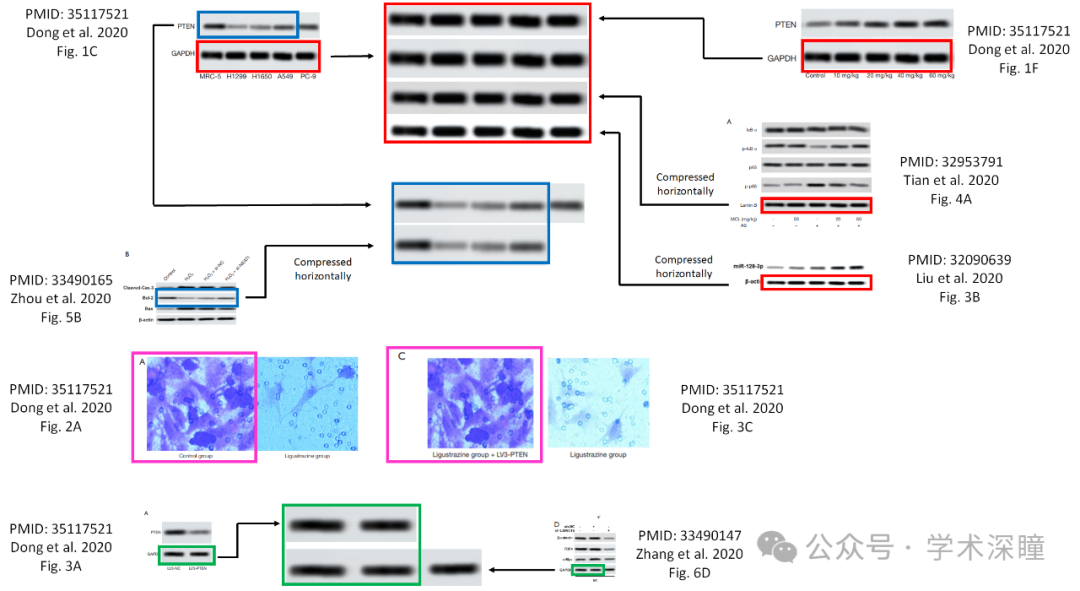 PMID: 35117521
Dong et al. 2020
Fig. 1C
PTEN
GAPDH
MRC-5 H1299 H1650 A549 PC-9
PTEN
GAPDH
Control 10 mg/kg 20 mg/kg 40 mg/kg 60 mg/kg
PMID: 35117521
Dong et al. 2020
Fig. 1F
A
p65
p-p65
Lamin B
Compressed
horizontally
PMID: 32953791
Tian et al. 2020
Fig. 4A
PMID: 33490165
Zhou et al. 2020
Fig. 5B
B
Control
H₂O₂
H₂O₂ + si-NC
Cleaved-Cas-3
Bcl-2
Bax
β-actin
Compressed
horizontally
Compressed
horizontally
miR-128-3p
β-acti
PMID: 32090639
Liu et al. 2020
Fig. 3B
PMID: 35117521
Dong et al. 2020
Fig. 2A
A
Control group
Ligustrazine group
C
Ligustrazine group + LV3-PTEN
Ligustrazine group
PMID: 35117521
Dong et al. 2020
Fig. 3C
PMID: 35117521
Dong et al. 2020
Fig. 3A
A
PTEN
GAPD
LV3-NC LV3-PTEN
D
PMID: 33490147
Zhang et al. 2020
Fig. 6D
公众号 · 学术深瞳